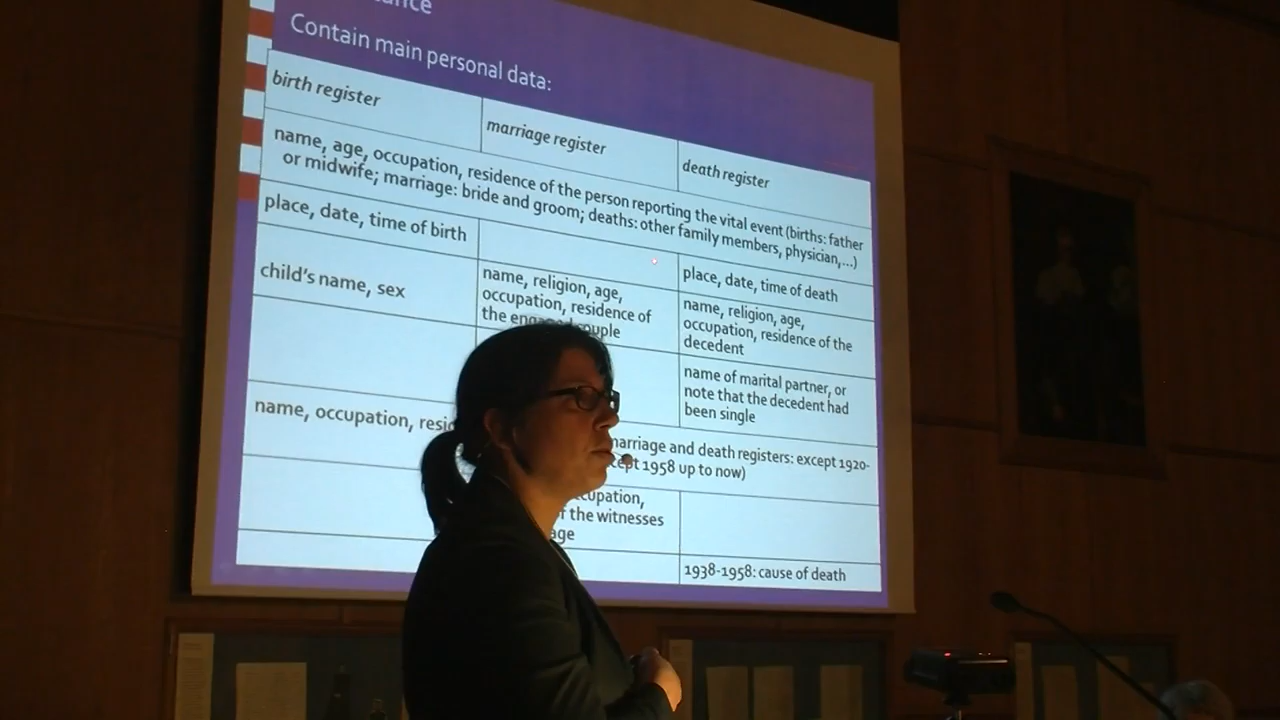 Contain main personal data:
birth register
marriage register
death register
name, age, occupation, residence of the person reporting the vital event (births: father
or midwife; marriage: bride and groom; deaths: other family members, physician,...)
place, date, time of birth
place, date, time of death
child's name, sex
name, religion, age,
occupation, residence of
the engaged couple
name, religion, age,
occupation, residence of the
decedent
name of marital partner, or
note that the decedent had
been single
name, occupation,
marriage and death registers: except 1920-
1958 up to now)
the witnesses
1938-1958: cause of death